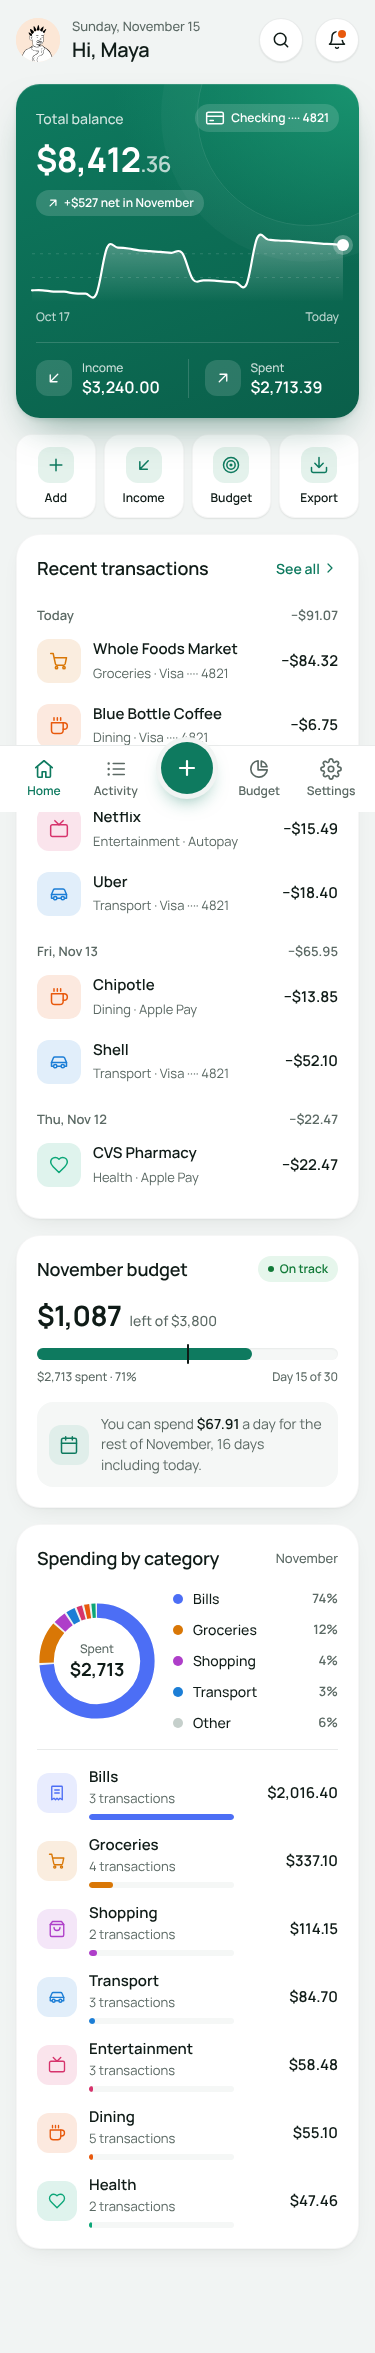 Sunday, November 15
Hi, Maya
Total balance
Checking ···· 4821
$8,412.36
+$527 net in November
Oct 17
Today
Income
$3,240.00
Spent
$2,713.39
Add
Income
Budget
Export
Recent transactions
See all
Today
−$91.07
Whole Foods Market
Groceries · Visa ···· 4821
−$84.32
Blue Bottle Coffee
Dining · Visa ···· 4821
−$6.75
Home
Activity
Budget
Settings
Netflix
Entertainment · Autopay
−$15.49
Uber
Transport · Visa ···· 4821
−$18.40
Fri, Nov 13
−$65.95
Chipotle
Dining · Apple Pay
−$13.85
Shell
Transport · Visa ···· 4821
−$52.10
Thu, Nov 12
−$22.47
CVS Pharmacy
Health · Apple Pay
−$22.47
November budget
On track
$1,087 left of $3,800
$2,713 spent · 71%
Day 15 of 30
You can spend $67.91 a day for the
rest of November, 16 days
including today.
Spending by category
November
Spent
$2,713
Bills 74%
Groceries 12%
Shopping 4%
Transport 3%
Other 6%
Bills
3 transactions
$2,016.40
Groceries
4 transactions
$337.10
Shopping
2 transactions
$114.15
Transport
3 transactions
$84.70
Entertainment
3 transactions
$58.48
Dining
5 transactions
$55.10
Health
2 transactions
$47.46